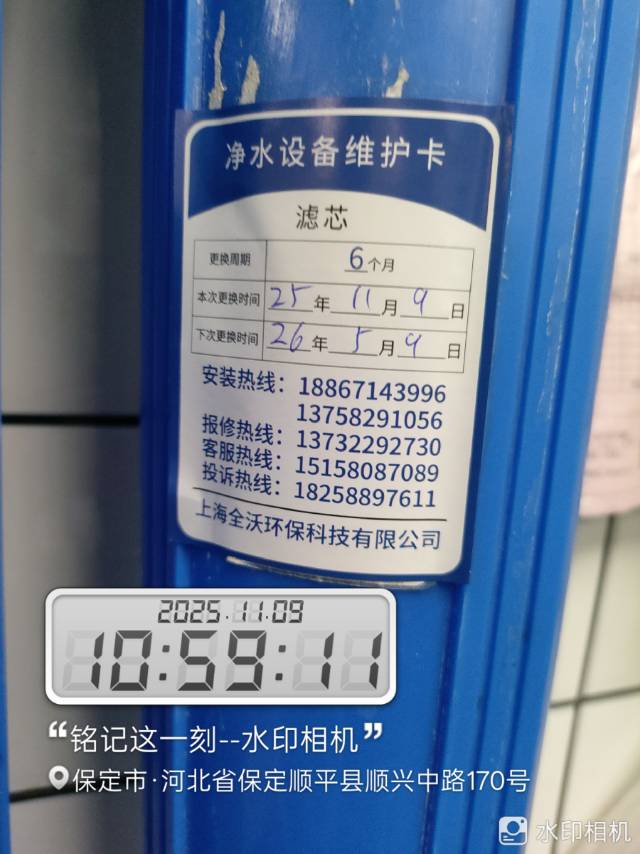 净水设备维护卡
滤芯
更换周期 6个月
本次更换时间 25年11月9日
下次更换时间 26年5月9日
安装热线：18867143996
13758291056
报修热线：13732292730
客服热线：15158087089
投诉热线：18258897611
上海全沃环保科技有限公司
2025.11.09
10:59:11
“铭记这一刻--水印相机”
保定市·河北省保定顺平县顺兴中路170号
水印相机